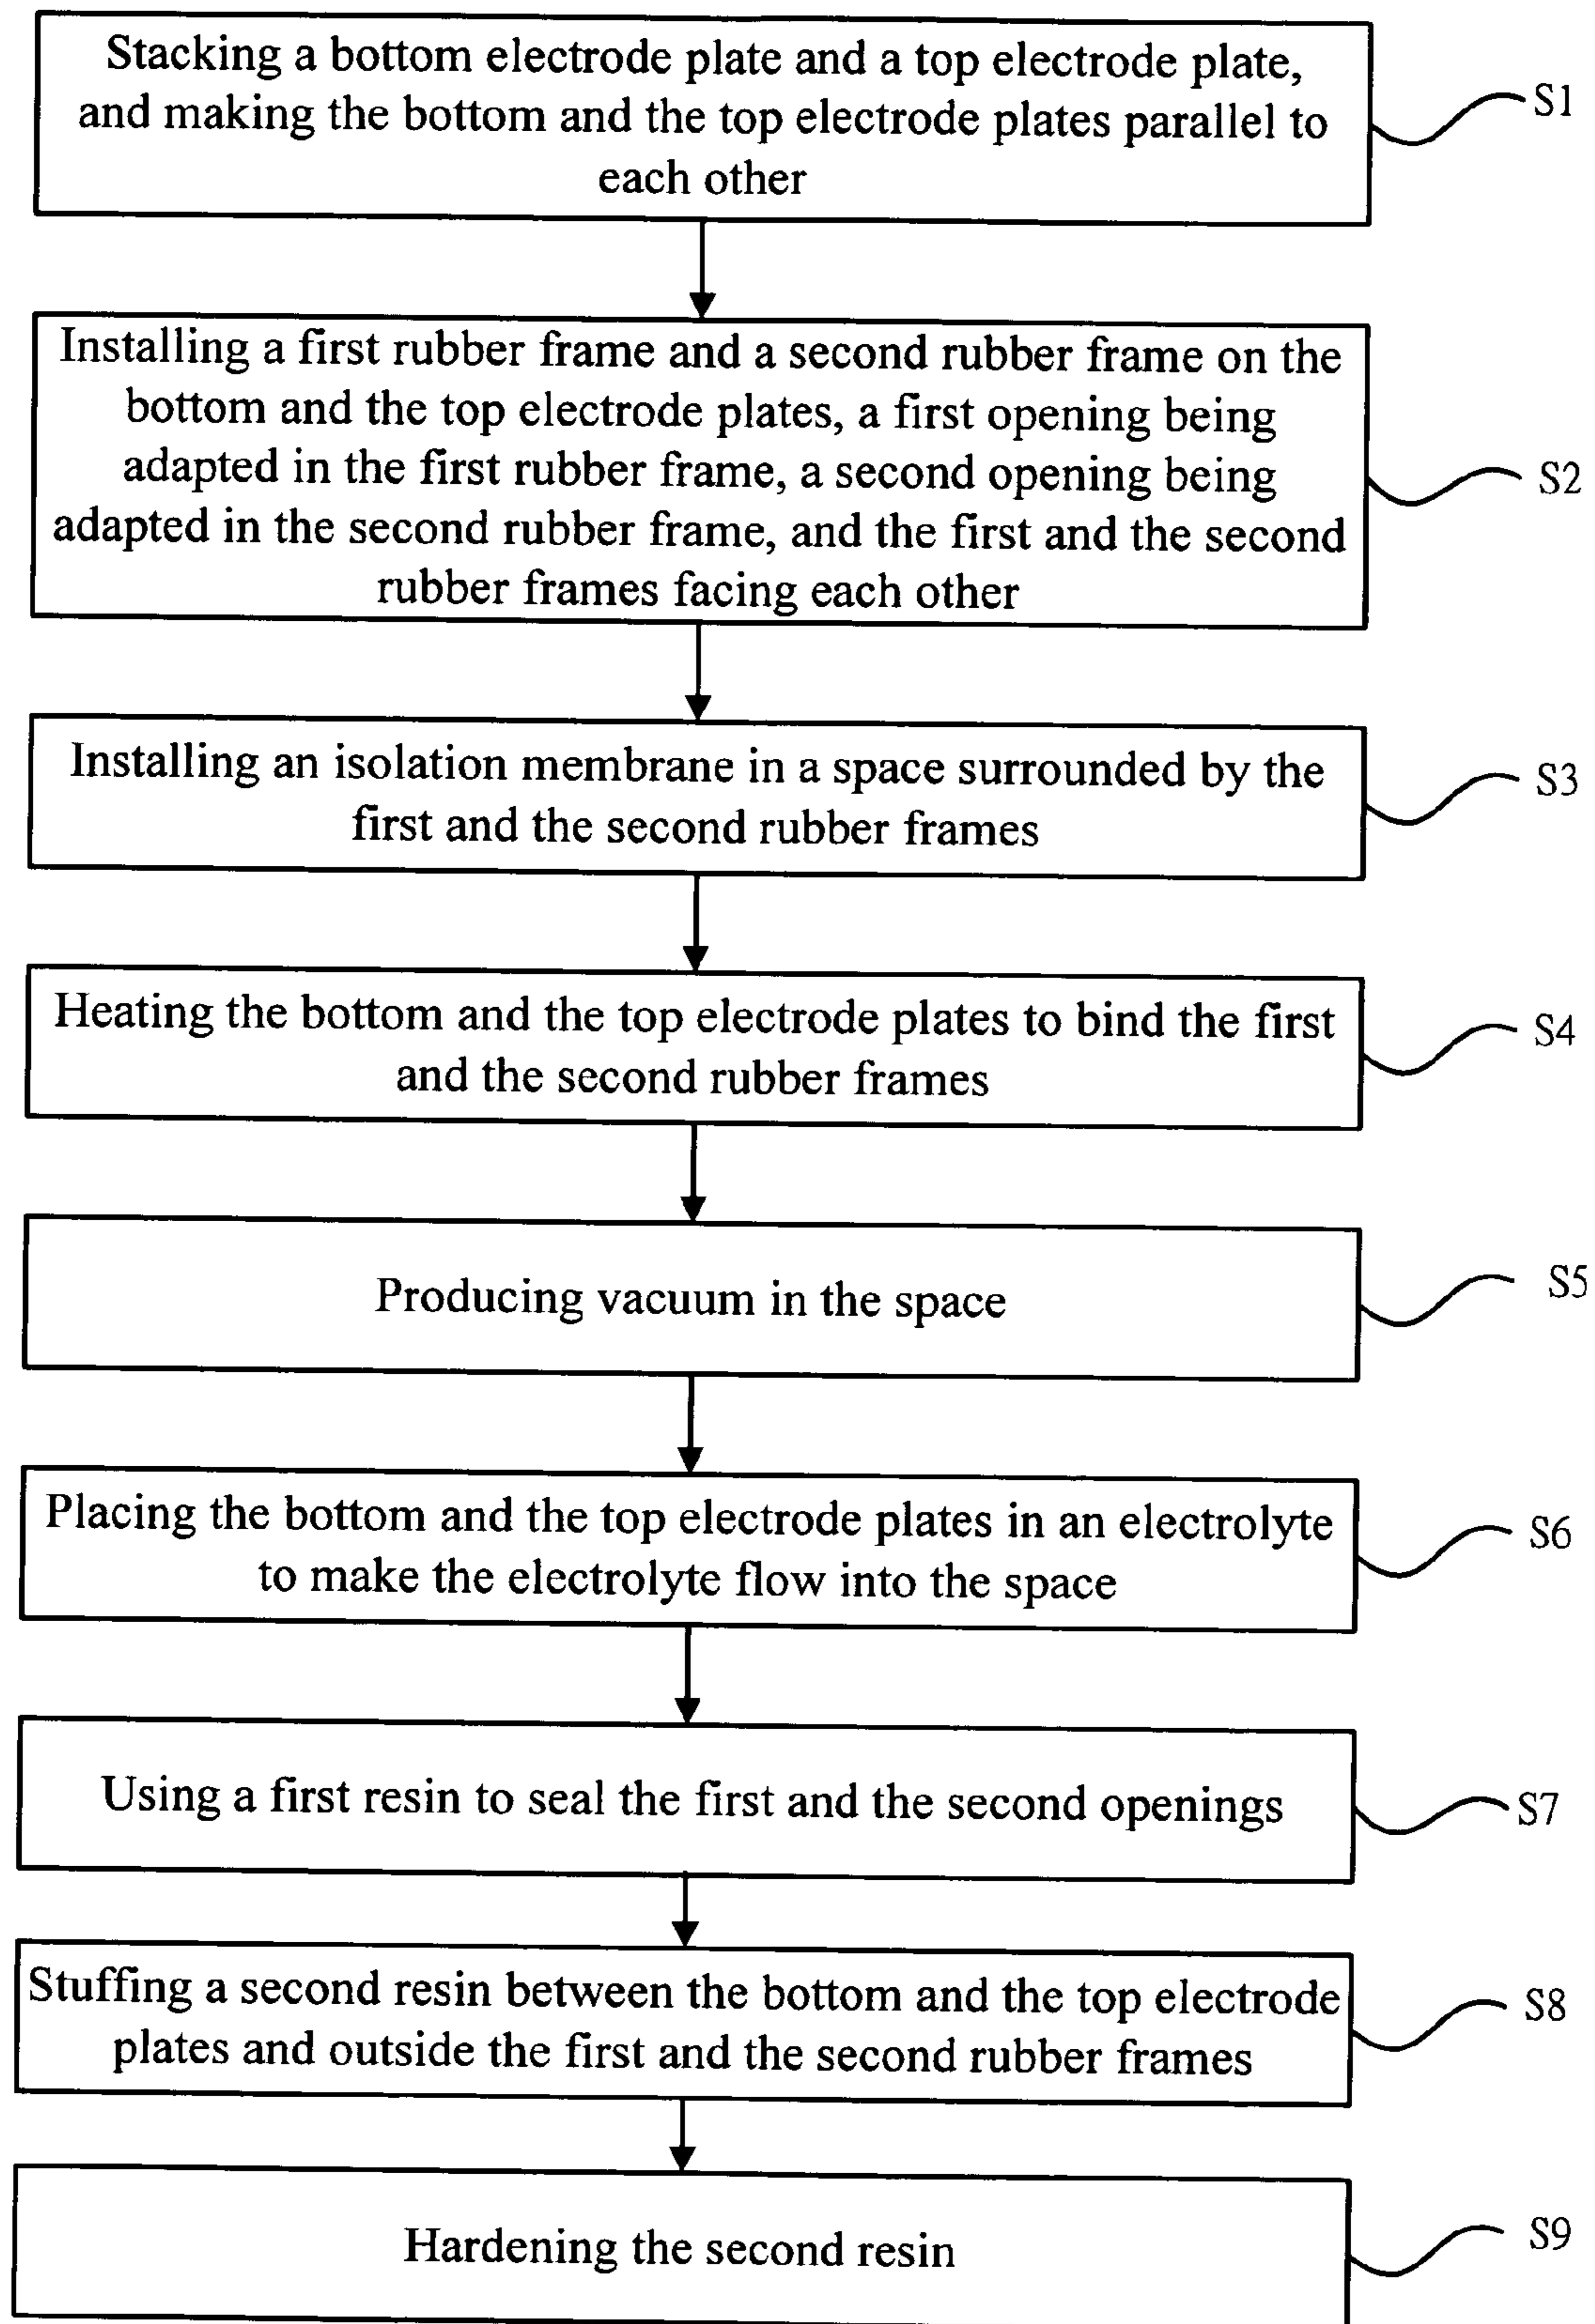 Stacking a bottom electrode plate and a top electrode plate,
and making the bottom and the top electrode plates parallel to
each other
S1
Installing a first rubber frame and a second rubber frame on the
bottom and the top electrode plates, a first opening being
adapted in the first rubber frame, a second opening being
adapted in the second rubber frame, and the first and the second
rubber frames facing each other
S2
Installing an isolation membrane in a space surrounded by the
first and the second rubber frames
S3
Heating the bottom and the top electrode plates to bind the first
and the second rubber frames
S4
Producing vacuum in the space
S5
Placing the bottom and the top electrode plates in an electrolyte
to make the electrolyte flow into the space
S6
Using a first resin to seal the first and the second openings
S7
Stuffing a second resin between the bottom and the top electrode
plates and outside the first and the second rubber frames
S8
Hardening the second resin
S9